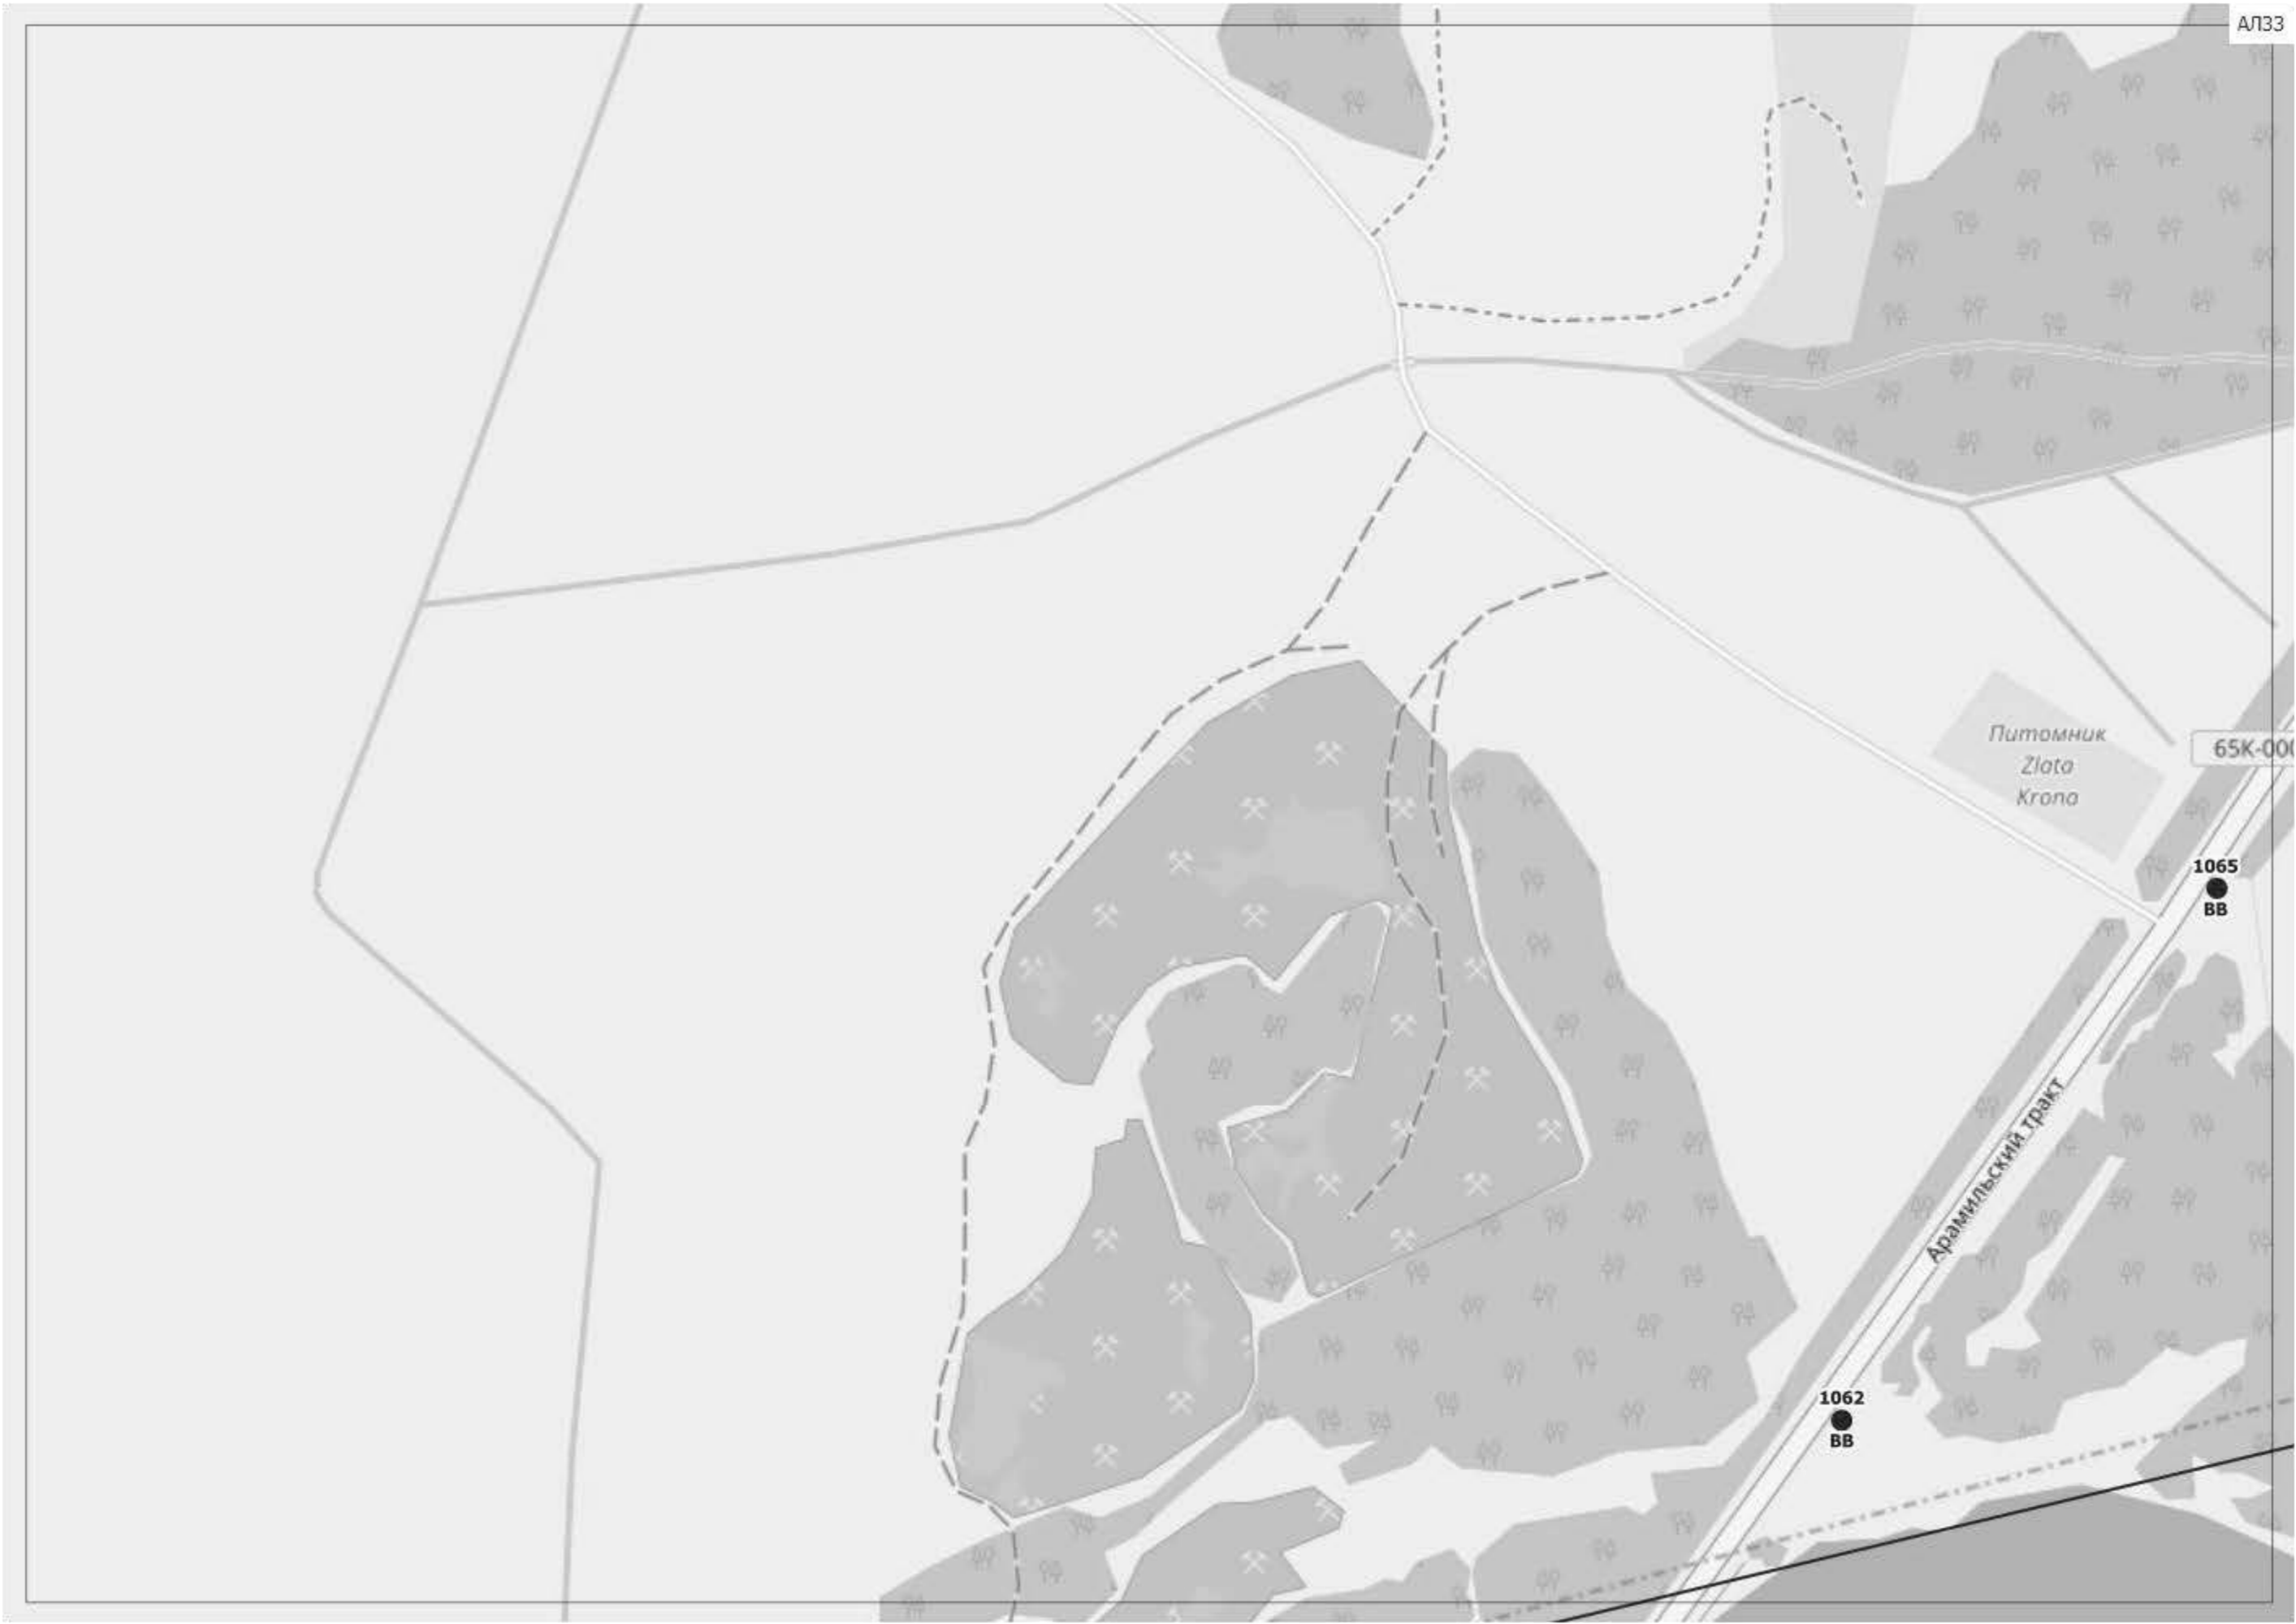 АЛ33
Питомник
Zlata
Krona
65К-000
1065
ВВ
Арамильский тракт
1062
ВВ